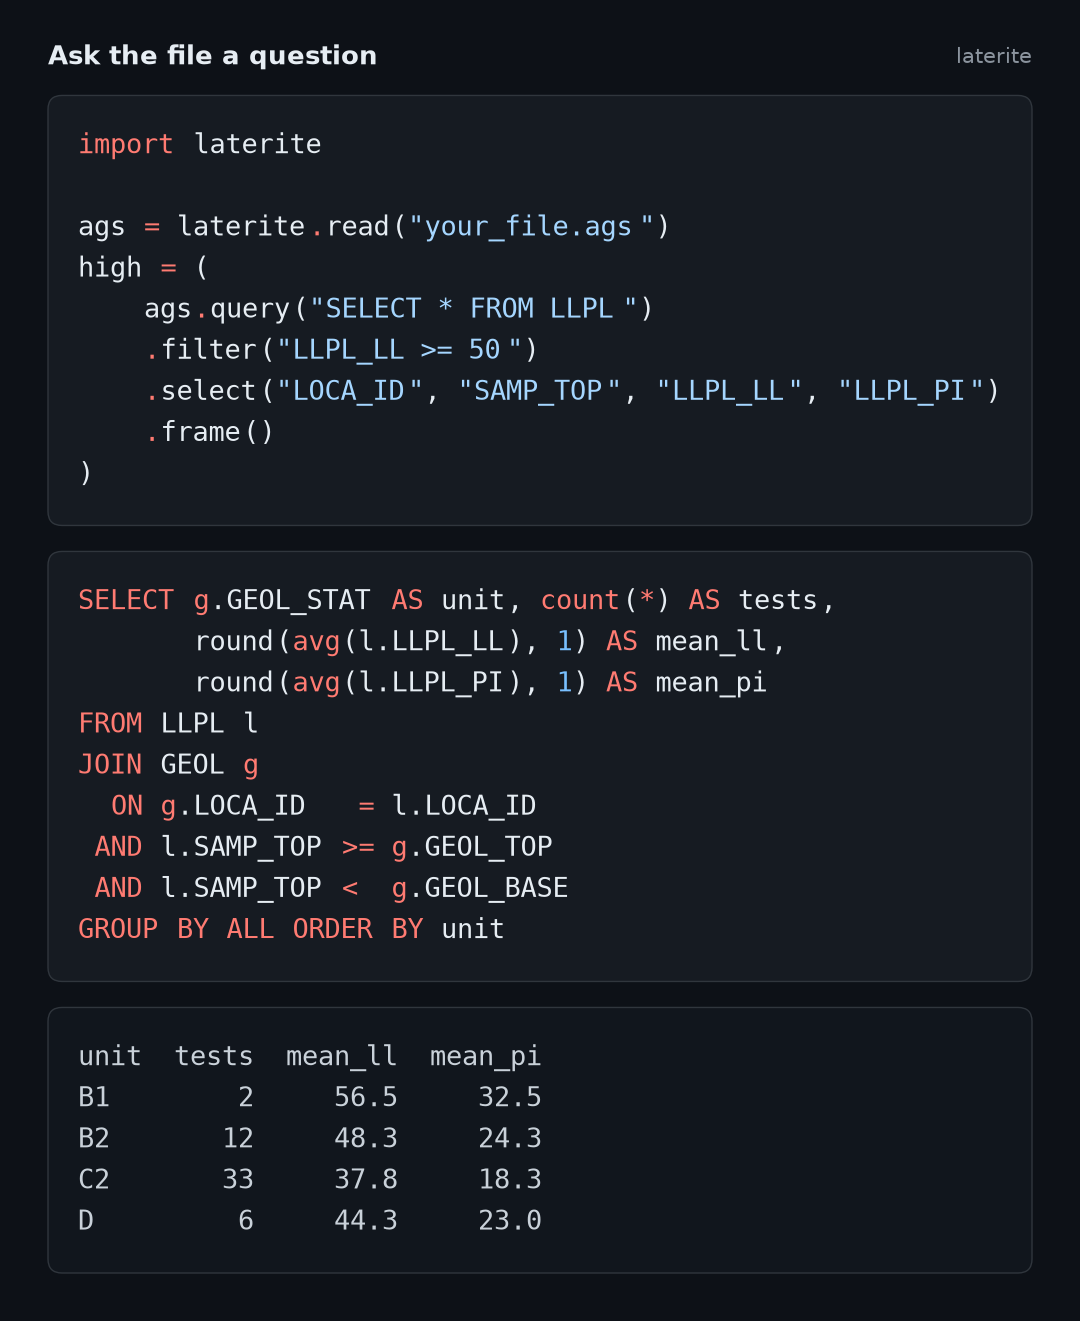 Ask the file a question
laterite
import laterite
ags = laterite.read("your_file.ags")
high = (
    ags.query("SELECT * FROM LLPL")
    .filter("LLPL_LL >= 50")
    .select("LOCA_ID", "SAMP_TOP", "LLPL_LL", "LLPL_PI")
    .frame()
)
SELECT g.GEOL_STAT AS unit, count(*) AS tests,
       round(avg(l.LLPL_LL), 1) AS mean_ll,
       round(avg(l.LLPL_PI), 1) AS mean_pi
FROM LLPL l
JOIN GEOL g
  ON g.LOCA_ID   = l.LOCA_ID
 AND l.SAMP_TOP >= g.GEOL_TOP
 AND l.SAMP_TOP <  g.GEOL_BASE
GROUP BY ALL ORDER BY unit
unit  tests  mean_ll  mean_pi
B1        2     56.5     32.5
B2       12     48.3     24.3
C2       33     37.8     18.3
D         6     44.3     23.0